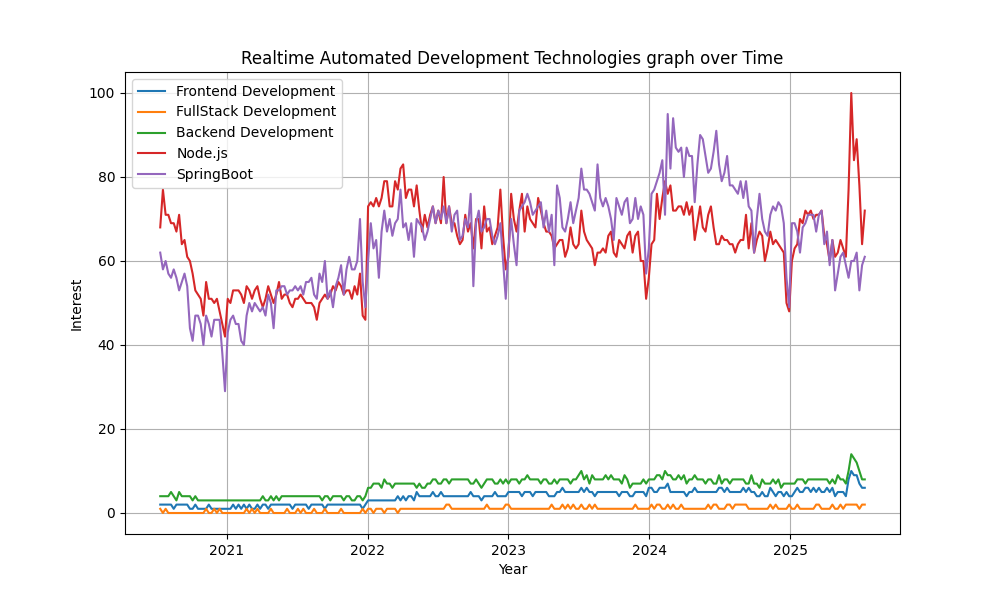 Realtime Automated Development Technologies graph over Time
Frontend Development
FullStack Development
Backend Development
Node.js
SpringBoot
100
80
60
40
20
0
Interest
2021
2022
2023
2024
2025
Year